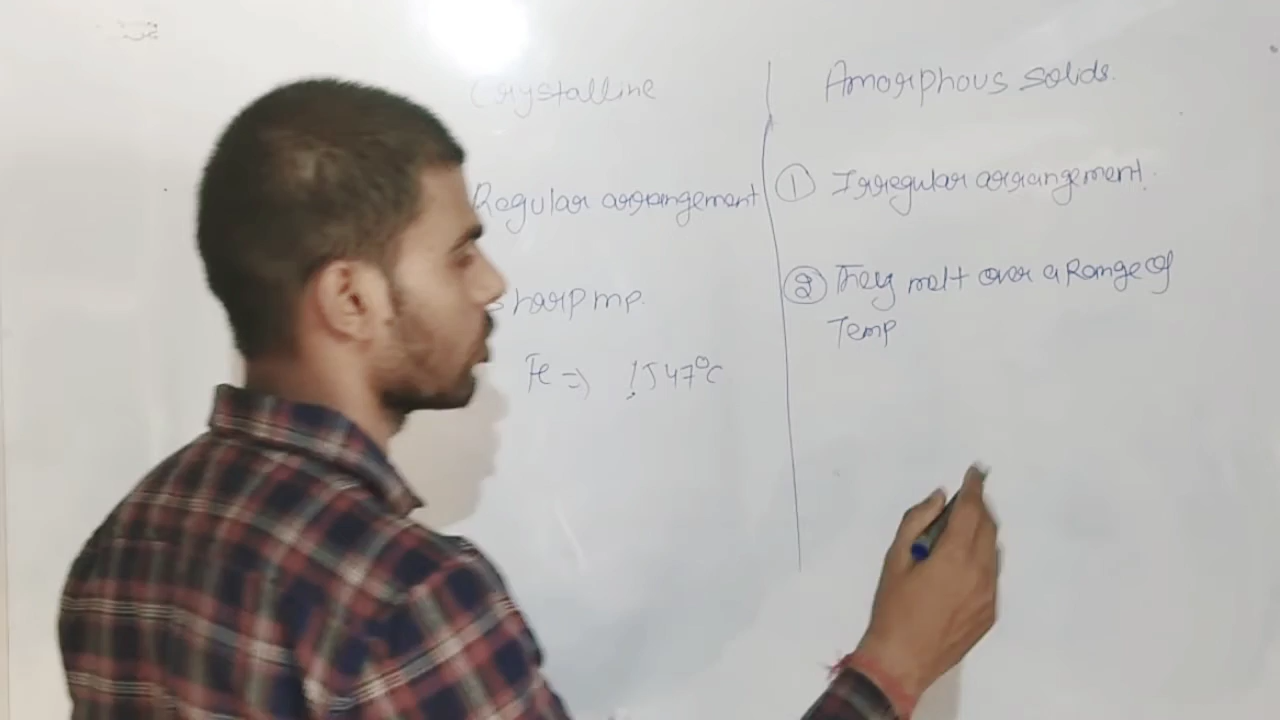 Crystalline
Amorphous solids.
Regular arrangement
① Irregular arrangement.
Sharp mp.
② They melt over a Range of
Temp
Fe => 1547°C